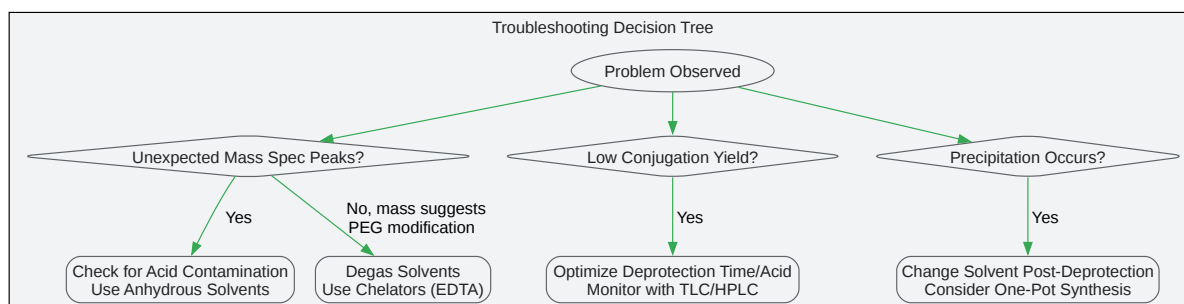 Troubleshooting Decision Tree
Problem Observed
Unexpected Mass Spec Peaks?
Low Conjugation Yield?
Precipitation Occurs?
Yes
No, mass suggests
PEG modification
Yes
Yes
Check for Acid Contamination
Use Anhydrous Solvents
Degas Solvents
Use Chelators (EDTA)
Optimize Deprotection Time/Acid
Monitor with TLC/HPLC
Change Solvent Post-Deprotection
Consider One-Pot Synthesis